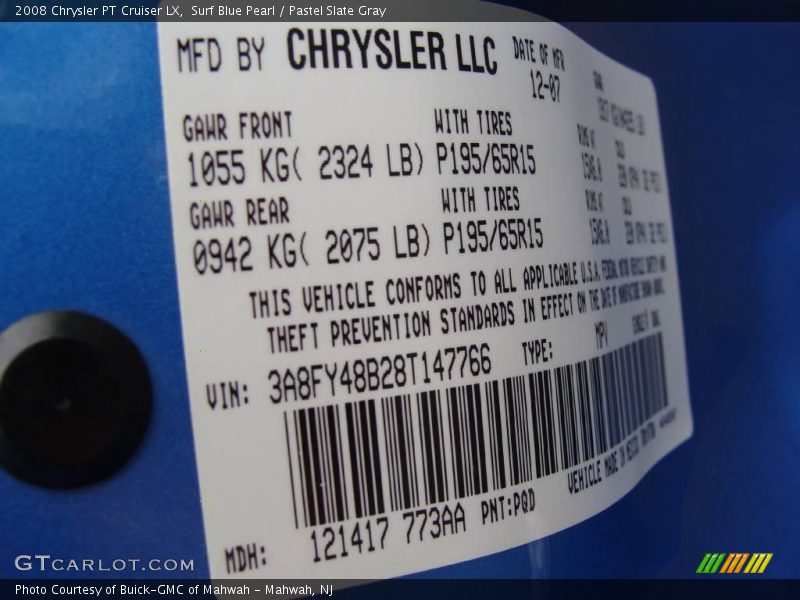 2008 Chrysler PT Cruiser LX, Surf Blue Pearl / Pastel Slate Gray
MFD BY CHRYSLER LLC DATE OF MFR
12-07
GAWR FRONT WITH TIRES
1055 KG( 2324 LB) P195/65R15
GAWR REAR WITH TIRES
0942 KG( 2075 LB) P195/65R15
THIS VEHICLE CONFORMS TO ALL APPLICABLE U.S.A. FEDERAL MOTOR VEHICLE SAFETY AND
THEFT PREVENTION STANDARDS IN EFFECT ON THE DATE OF MANUFACTURE SHOWN ABOVE.
VIN: 3A8FY48B28T147766 TYPE: MPV
VEHICLE MADE IN MEXICO
MDH: 121417 773AA PNT:PQD
GTCARLOT.COM
Photo Courtesy of Buick-GMC of Mahwah - Mahwah, NJ